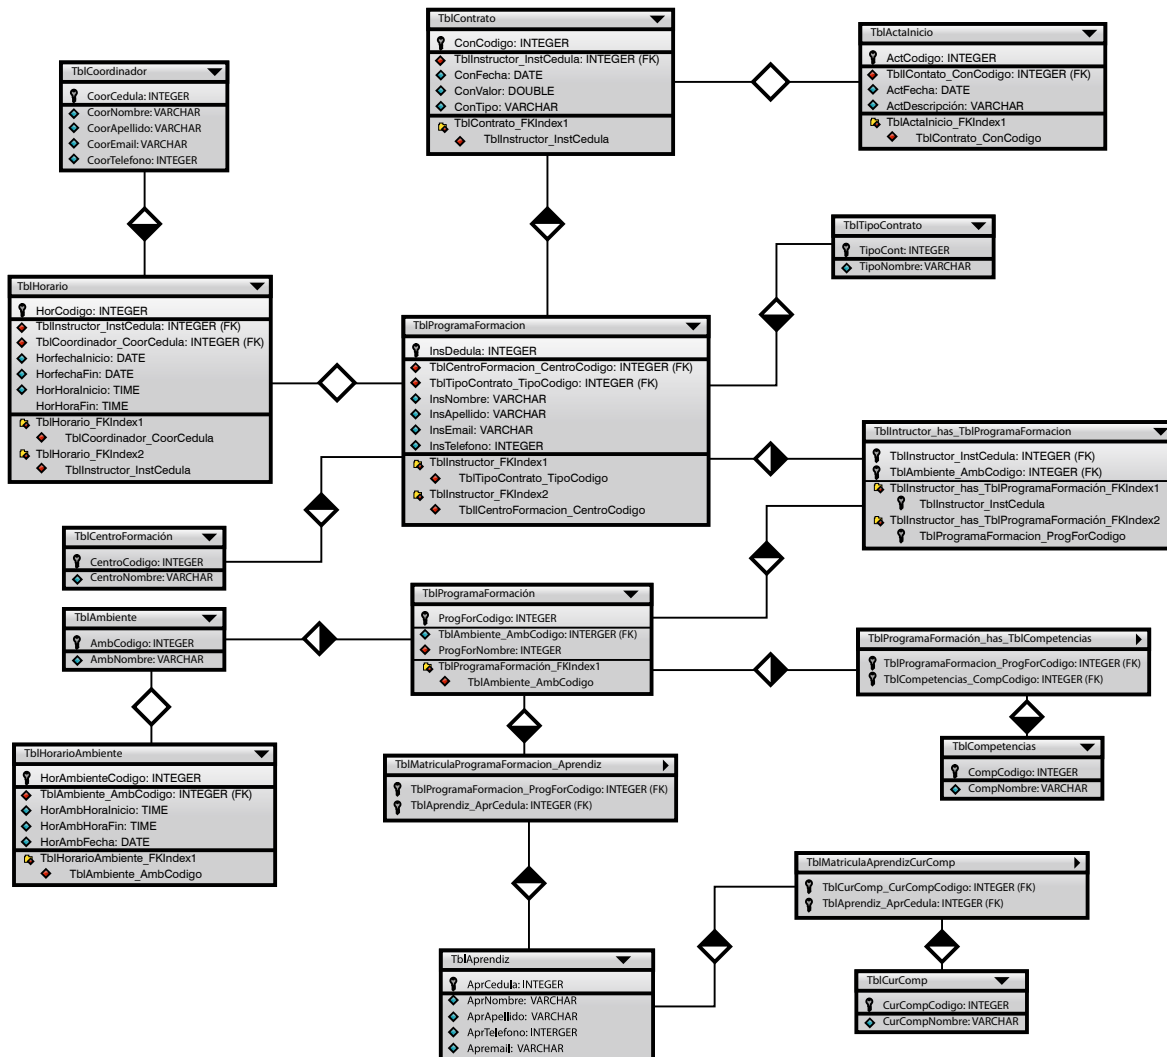 TblContrato
ConCodigo: INTEGER
TblInstructor_InstCedula: INTEGER (FK)
ConFecha: DATE
ConValor: DOUBLE
ConTipo: VARCHAR
TblContrato_FKIndex1
TblInstructor_InstCedula
TblActaInicio
ActCodigo: INTEGER
TbllContato_ConCodigo: INTEGER (FK)
ActFecha: DATE
ActDescripción: VARCHAR
TblActaInicio_FKIndex1
TblContrato_ConCodigo
TblCoordinador
CoorCedula: INTEGER
CoorNombre: VARCHAR
CoorApellido: VARCHAR
CoorEmail: VARCHAR
CoorTelefono: INTEGER
TblTipoContrato
TipoCont: INTEGER
TipoNombre: VARCHAR
TblHorario
HorCodigo: INTEGER
TblInstructor_InstCedula: INTEGER (FK)
TblCoordinador_CoorCedula: INTEGER (FK)
HorfechaInicio: DATE
HorfechaFin: DATE
HorHoraInicio: TIME
HorHoraFin: TIME
TblHorario_FKIndex1
TblCoordinador_CoorCedula
TblHorario_FKIndex2
TblInstructor_InstCedula
TblProgramaFormacion
InsDedula: INTEGER
TblCentroFormacion_CentroCodigo: INTEGER (FK)
TblTipoContrato_TipoCodigo: INTEGER (FK)
InsNombre: VARCHAR
InsApellido: VARCHAR
InsEmail: VARCHAR
InsTelefono: INTEGER
TblInstructor_FKIndex1
TblTipoContrato_TipoCodigo
TblInstructor_FKIndex2
TbllCentroFormacion_CentroCodigo
TblIntructor_has_TblProgramaFormacion
TblInstructor_InstCedula: INTEGER (FK)
TblAmbiente_AmbCodigo: INTEGER (FK)
TblInstructor_has_TblProgramaFormación_FKIndex1
TblInstructor_InstCedula
TblInstructor_has_TblProgramaFormación_FKIndex2
TblProgramaFormacion_ProgForCodigo
TblCentroFormación
CentroCodigo: INTEGER
CentroNombre: VARCHAR
TblAmbiente
AmbCodigo: INTEGER
AmbNombre: VARCHAR
TblProgramaFormación
ProgForCodigo: INTEGER
TblAmbiente_AmbCodigo: INTERGER (FK)
ProgForNombre: INTEGER
TblProgramaFormación_FKIndex1
TblAmbiente_AmbCodigo
TblProgramaFormación_has_TblCompetencias
TblProgramaFormacion_ProgForCodigo: INTEGER (FK)
TblCompetencias_CompCodigo: INTEGER (FK)
TblCompetencias
CompCodigo: INTEGER
CompNombre: VARCHAR
TblHorarioAmbiente
HorAmbienteCodigo: INTEGER
TblAmbiente_AmbCodigo: INTEGER (FK)
HorAmbHoraInicio: TIME
HorAmbHoraFin: TIME
HorAmbFecha: DATE
TblHorarioAmbiente_FKIndex1
TblAmbiente_AmbCodigo
TblMatriculaProgramaFormacion_Aprendiz
TblProgramaFormacion_ProgForCodigo: INTEGER (FK)
TblAprendiz_AprCedula: INTEGER (FK)
TblMatriculaAprendizCurComp
TblCurComp_CurCompCodigo: INTEGER (FK)
TblAprendiz_AprCedula: INTEGER (FK)
TblAprendiz
AprCedula: INTEGER
AprNombre: VARCHAR
AprApellido: VARCHAR
AprTelefono: INTERGER
Apremail: VARCHAR
TblCurComp
CurCompCodigo: INTEGER
CurCompNombre: VARCHAR